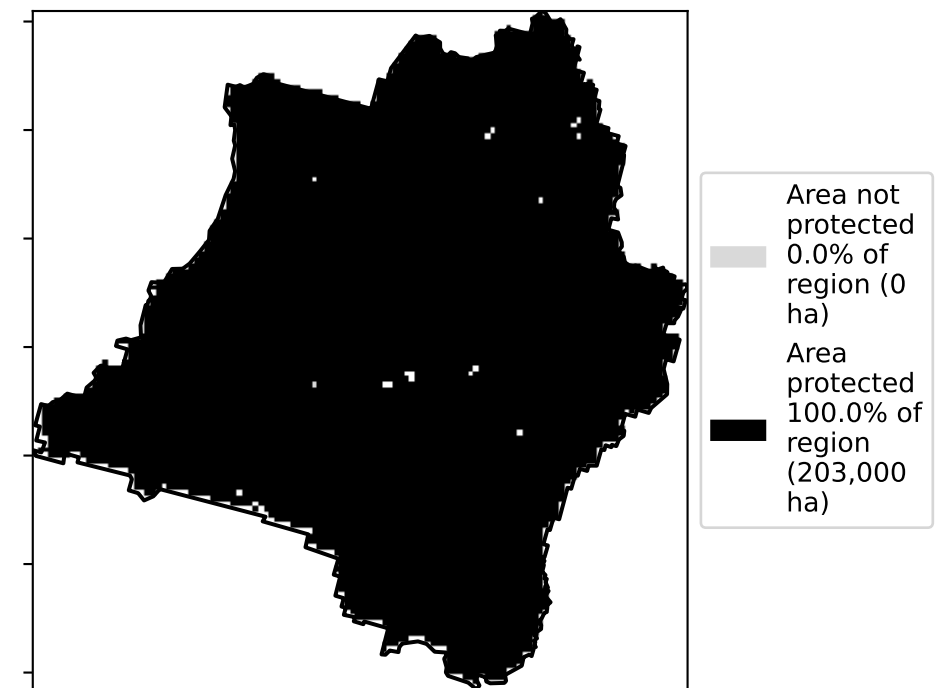 Area not
protected
0.0% of
region (0
ha)
Area
protected
100.0% of
region
(203,000
ha)